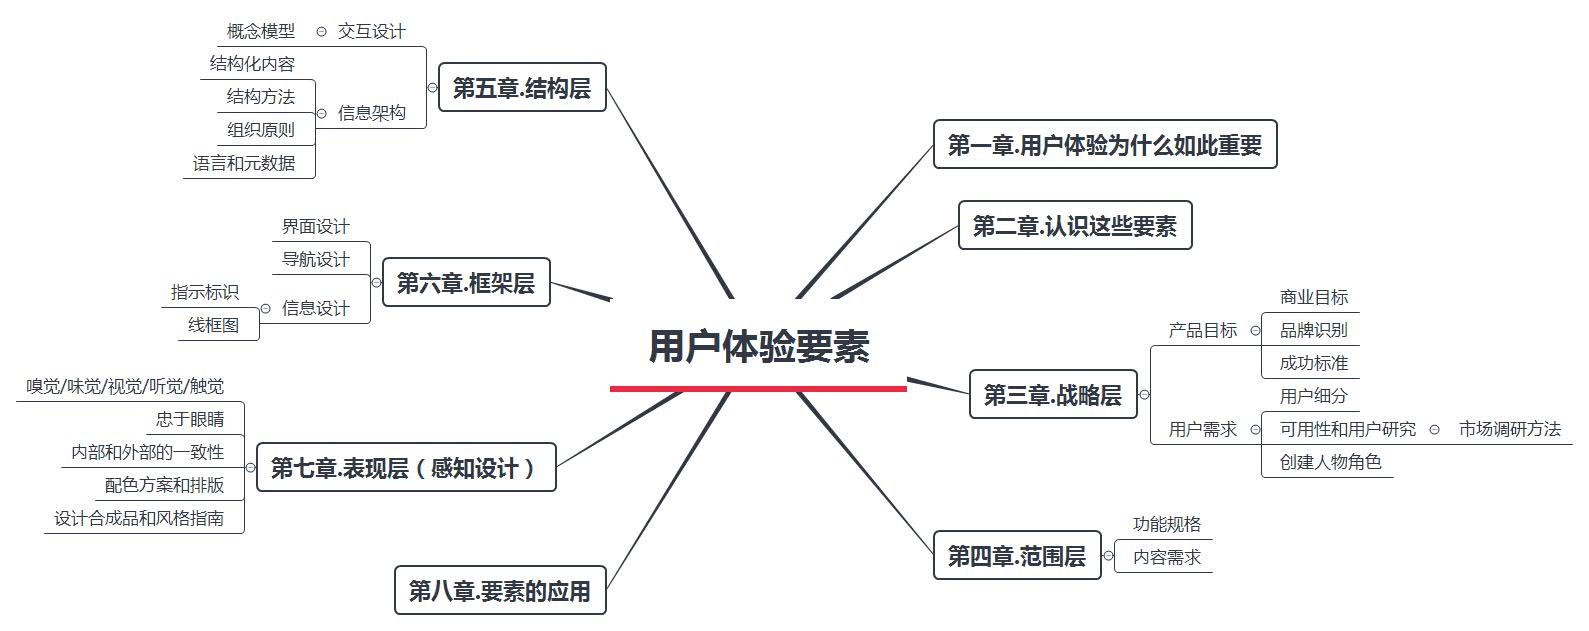 用户体验要素
第一章.用户体验为什么如此重要
第二章.认识这些要素
第三章.战略层
产品目标
商业目标
品牌识别
成功标准
用户需求
用户细分
可用性和用户研究
市场调研方法
创建人物角色
第四章.范围层
功能规格
内容需求
第五章.结构层
交互设计
概念模型
信息架构
结构化内容
结构方法
组织原则
语言和元数据
第六章.框架层
界面设计
导航设计
信息设计
指示标识
线框图
第七章.表现层（感知设计）
嗅觉/味觉/视觉/听觉/触觉
忠于眼睛
内部和外部的一致性
配色方案和排版
设计合成品和风格指南
第八章.要素的应用